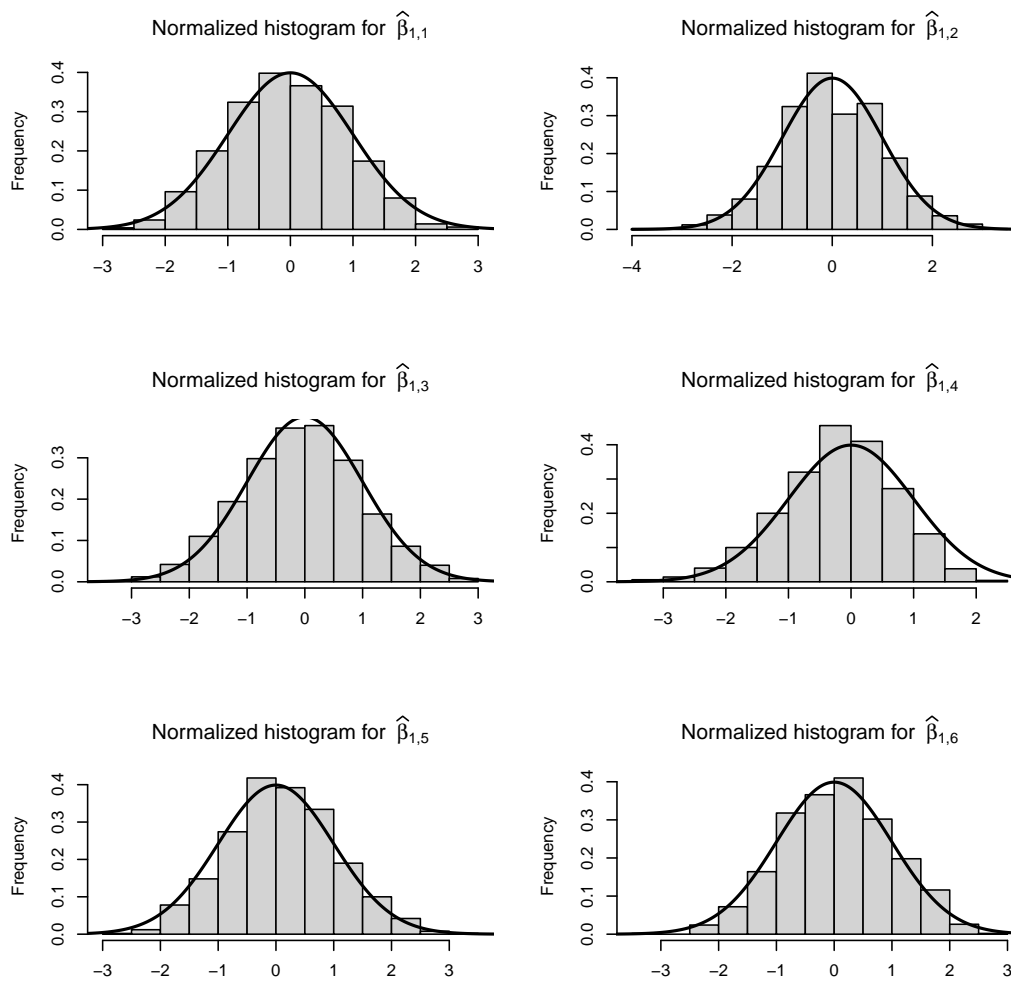 Normalized histogram for β̂1,1
Frequency
0.0 0.1 0.2 0.3 0.4
−3 −2 −1 0 1 2 3
Normalized histogram for β̂1,2
Frequency
0.0 0.1 0.2 0.3 0.4
−4 −2 0 2
Normalized histogram for β̂1,3
Frequency
0.0 0.1 0.2 0.3
−3 −2 −1 0 1 2 3
Normalized histogram for β̂1,4
Frequency
0.0 0.2 0.4
−3 −2 −1 0 1 2
Normalized histogram for β̂1,5
Frequency
0.0 0.1 0.2 0.3 0.4
−3 −2 −1 0 1 2 3
Normalized histogram for β̂1,6
Frequency
0.0 0.1 0.2 0.3 0.4
−3 −2 −1 0 1 2 3